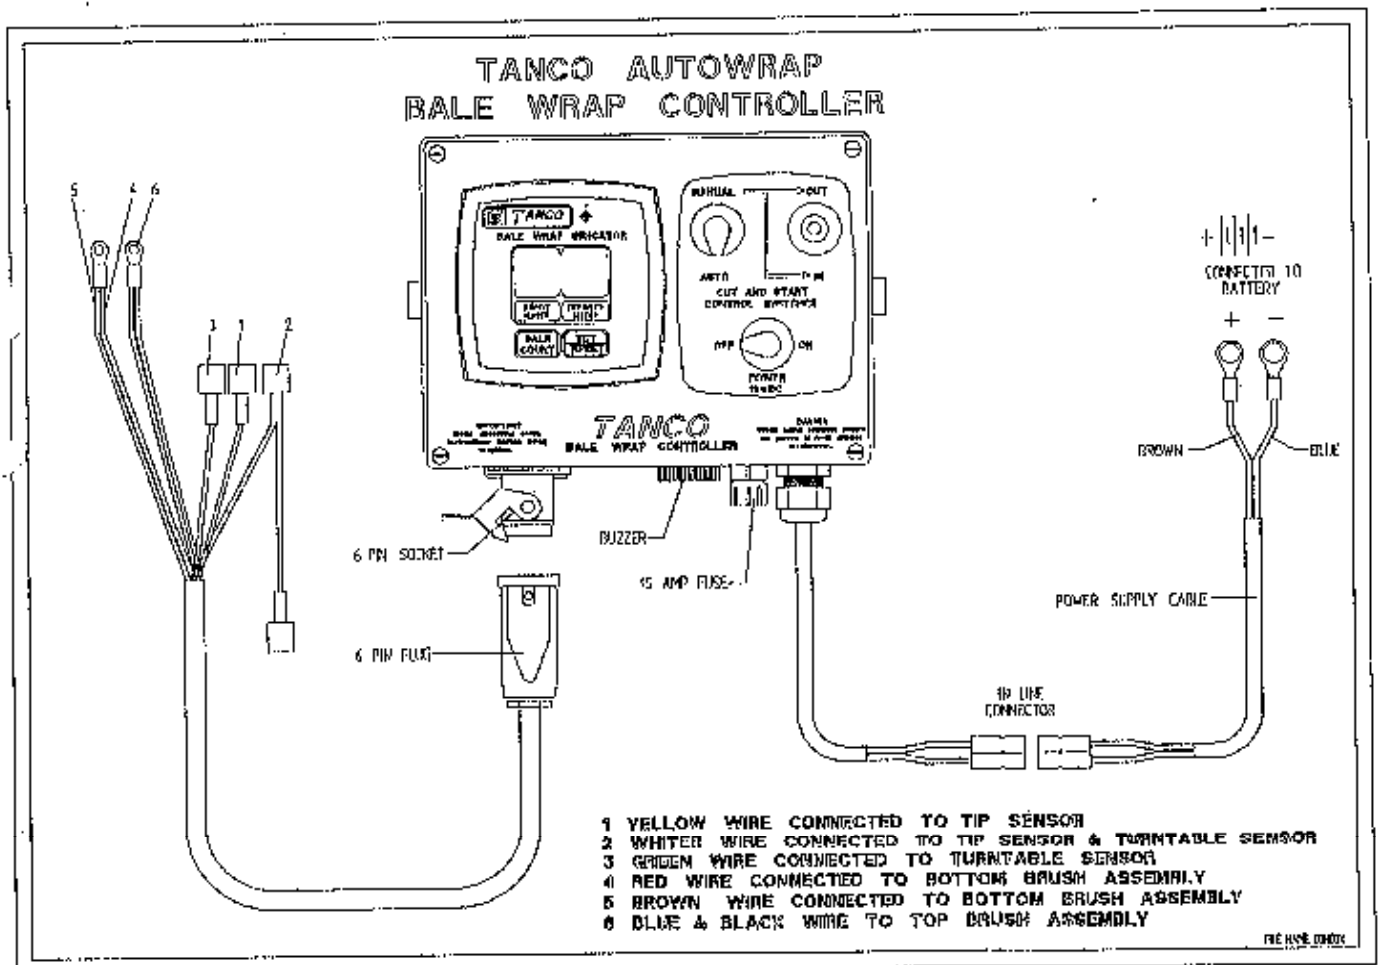 TANCO AUTOWRAP
BALE WRAP CONTROLLER
5 4 6
3 1 2
TANCO
BALE WRAP INDICATOR
BALE
COUNT
MANUAL
CUT
AUTO
CUT AND START
CONTROL SWITCHES
OFF
ON
POWER
TANCO
BALE WRAP CONTROLLER
+ -
CONNECTED TO
BATTERY
+ -
BROWN
BLUE
6 PIN SOCKET
BUZZER
15 AMP FUSE
6 PIN PLUG
POWER SUPPLY CABLE
IN LINE
CONNECTOR
1 YELLOW WIRE CONNECTED TO TIP SENSOR
2 WHITER WIRE CONNECTED TO TIP SENSOR & TURNTABLE SENSOR
3 GREEN WIRE CONNECTED TO TURNTABLE SENSOR
4 RED WIRE CONNECTED TO BOTTOM BRUSH ASSEMBLY
5 BROWN WIRE CONNECTED TO BOTTOM BRUSH ASSEMBLY
6 BLUE & BLACK WIRE TO TOP BRUSH ASSEMBLY
FILE NAME